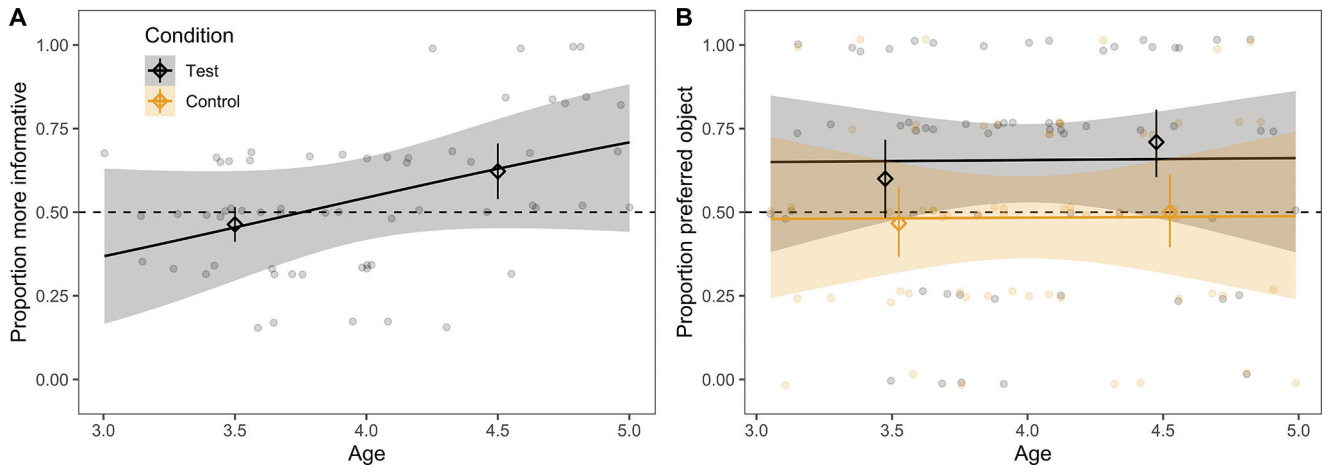 A
Proportion more informative
1.00
0.75
0.50
0.25
0.00
Condition
Test
Control
3.0 3.5 4.0 4.5 5.0
Age
B
Proportion preferred object
1.00
0.75
0.50
0.25
0.00
3.0 3.5 4.0 4.5 5.0
Age